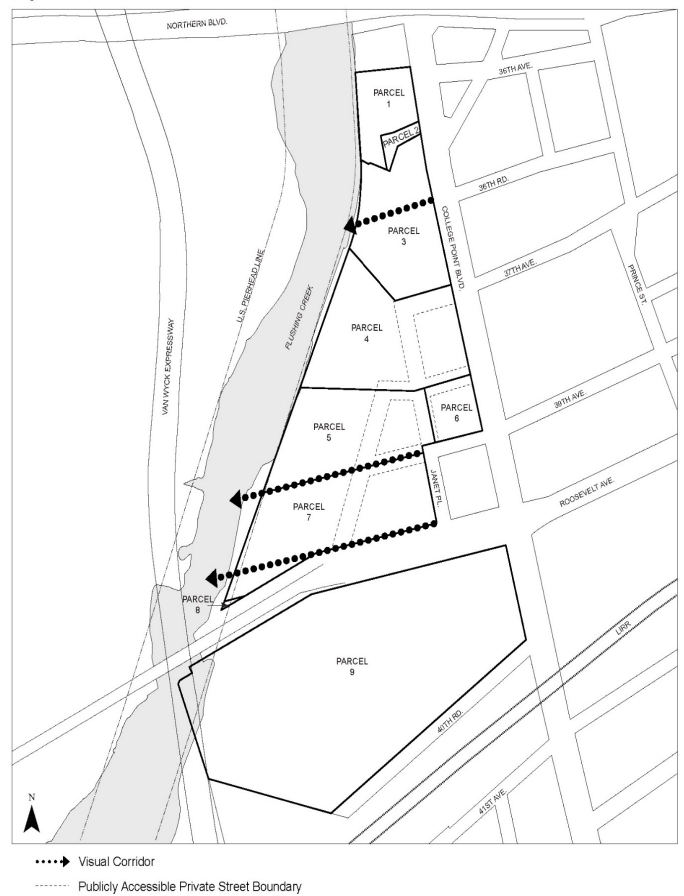 NORTHERN BLVD.
36TH AVE.
PARCEL
1
PARCEL 2
36TH RD.
COLLEGE POINT BLVD.
PARCEL
3
37TH AVE.
PRINCE ST.
U.S. PIERHEAD LINE
FLUSHING CREEK
VAN WYCK EXPRESSWAY
PARCEL
4
39TH AVE.
PARCEL
6
PARCEL
5
JANET PL.
ROOSEVELT AVE.
PARCEL
7
PARCEL
8
LIRR
PARCEL
9
40TH RD.
41ST AVE.
N
Visual Corridor
Publicly Accessible Private Street Boundary